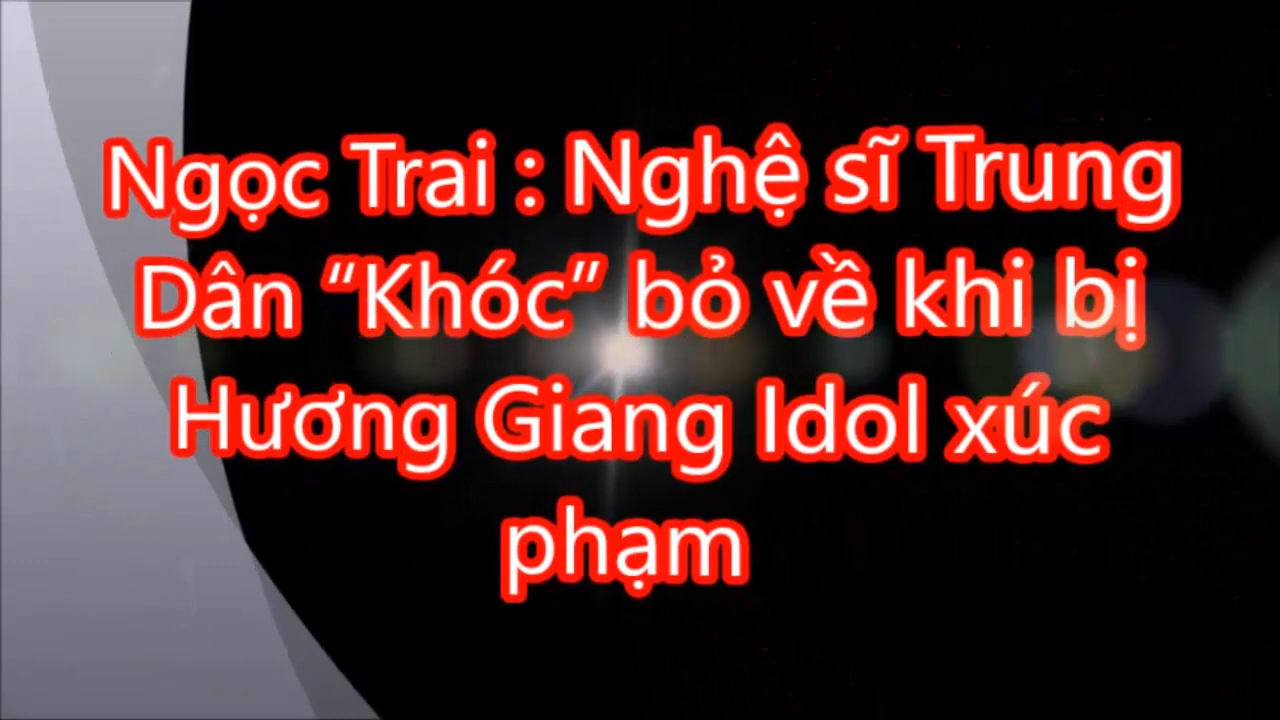 Ngọc Trai : Nghệ sĩ Trung
Dân “Khóc” bỏ về khi bị
Hương Giang Idol xúc
phạm